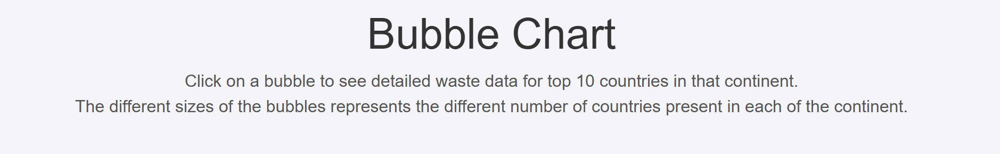 Bubble Chart
Click on a bubble to see detailed waste data for top 10 countries in that continent.
The different sizes of the bubbles represents the different number of countries present in each of the continent.